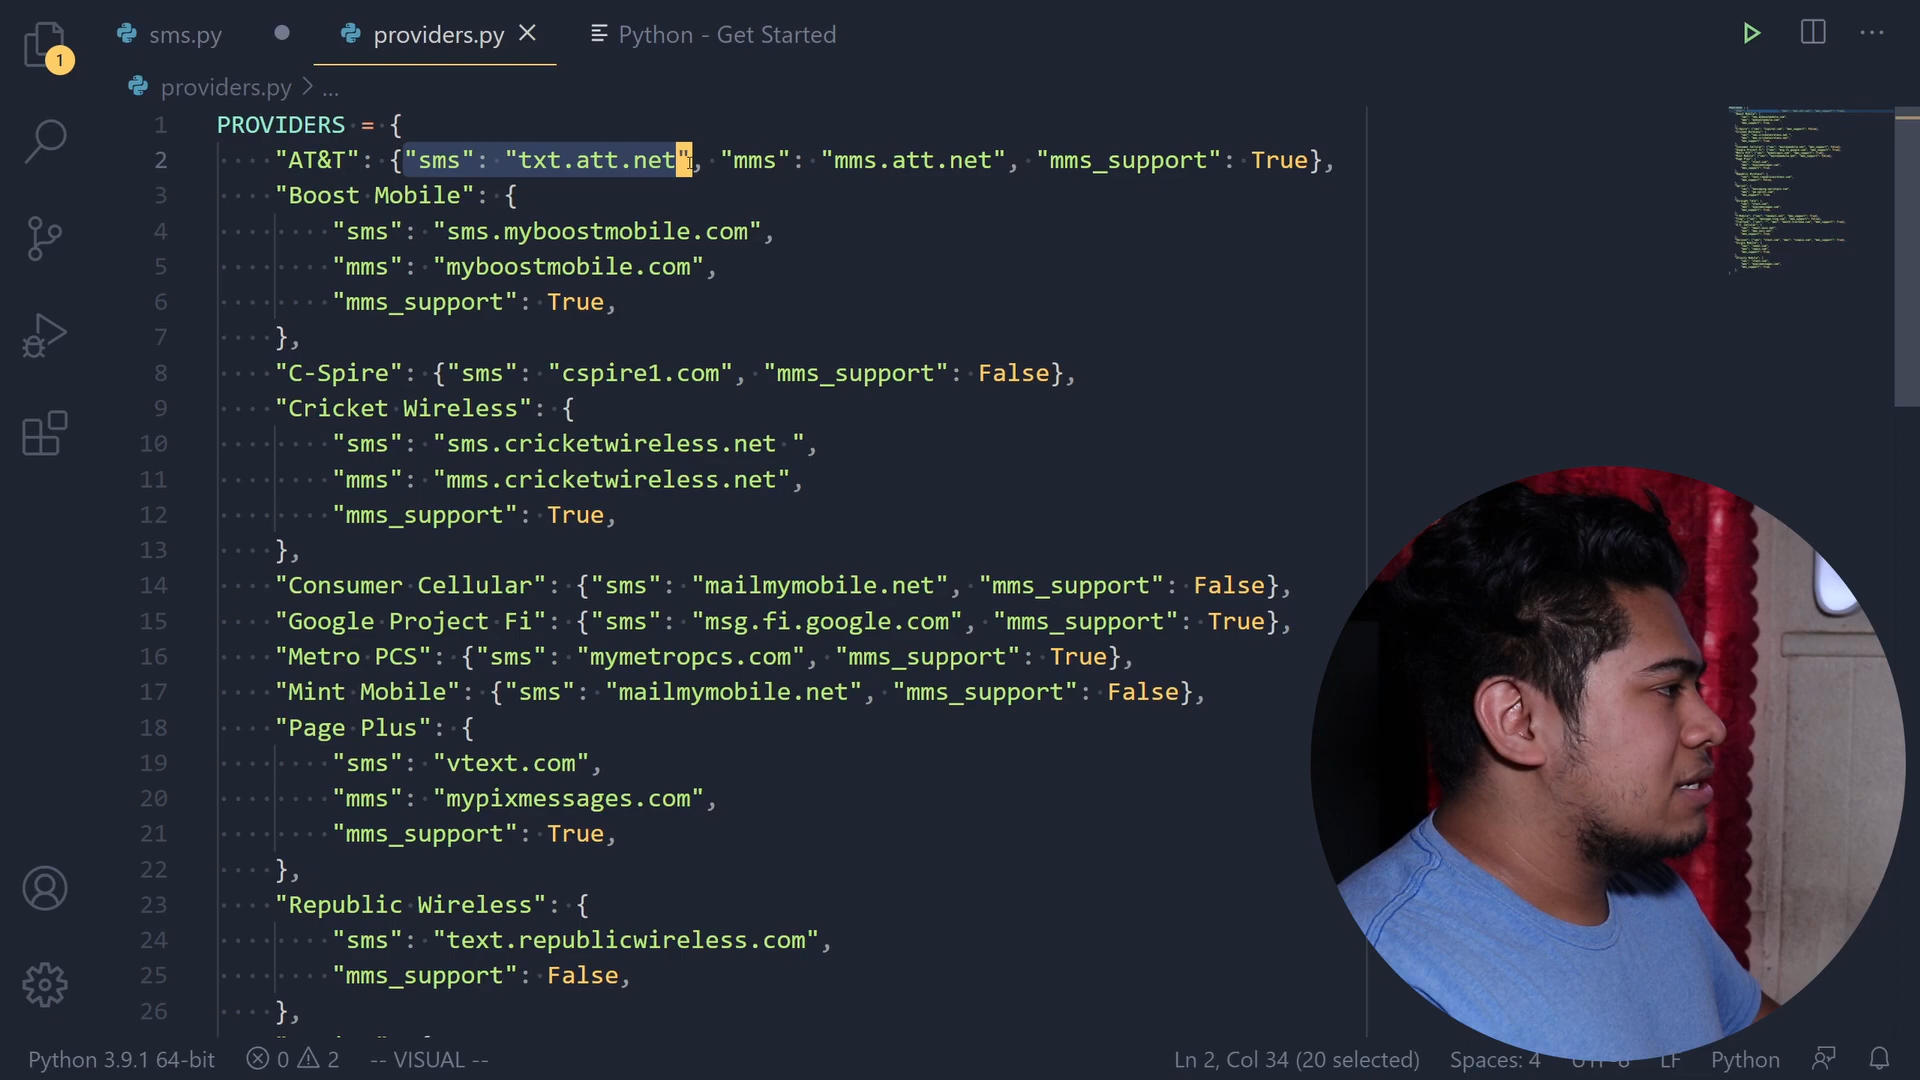 sms.py providers.py Python - Get Started
1
providers.py > ...
1 PROVIDERS = {
2 "AT&T": {"sms": "txt.att.net", "mms": "mms.att.net", "mms_support": True},
3 "Boost Mobile": {
4 "sms": "sms.myboostmobile.com",
5 "mms": "myboostmobile.com",
6 "mms_support": True,
7 },
8 "C-Spire": {"sms": "cspire1.com", "mms_support": False},
9 "Cricket Wireless": {
10 "sms": "sms.cricketwireless.net ",
11 "mms": "mms.cricketwireless.net",
12 "mms_support": True,
13 },
14 "Consumer Cellular": {"sms": "mailmymobile.net", "mms_support": False},
15 "Google Project Fi": {"sms": "msg.fi.google.com", "mms_support": True},
16 "Metro PCS": {"sms": "mymetropcs.com", "mms_support": True},
17 "Mint Mobile": {"sms": "mailmymobile.net", "mms_support": False},
18 "Page Plus": {
19 "sms": "vtext.com",
20 "mms": "mypixmessages.com",
21 "mms_support": True,
22 },
23 "Republic Wireless": {
24 "sms": "text.republicwireless.com",
25 "mms_support": False,
26 },
Python 3.9.1 64-bit 0 2 -- VISUAL -- Ln 2, Col 34 (20 selected) Spaces: 4 UTF-8 LF Python